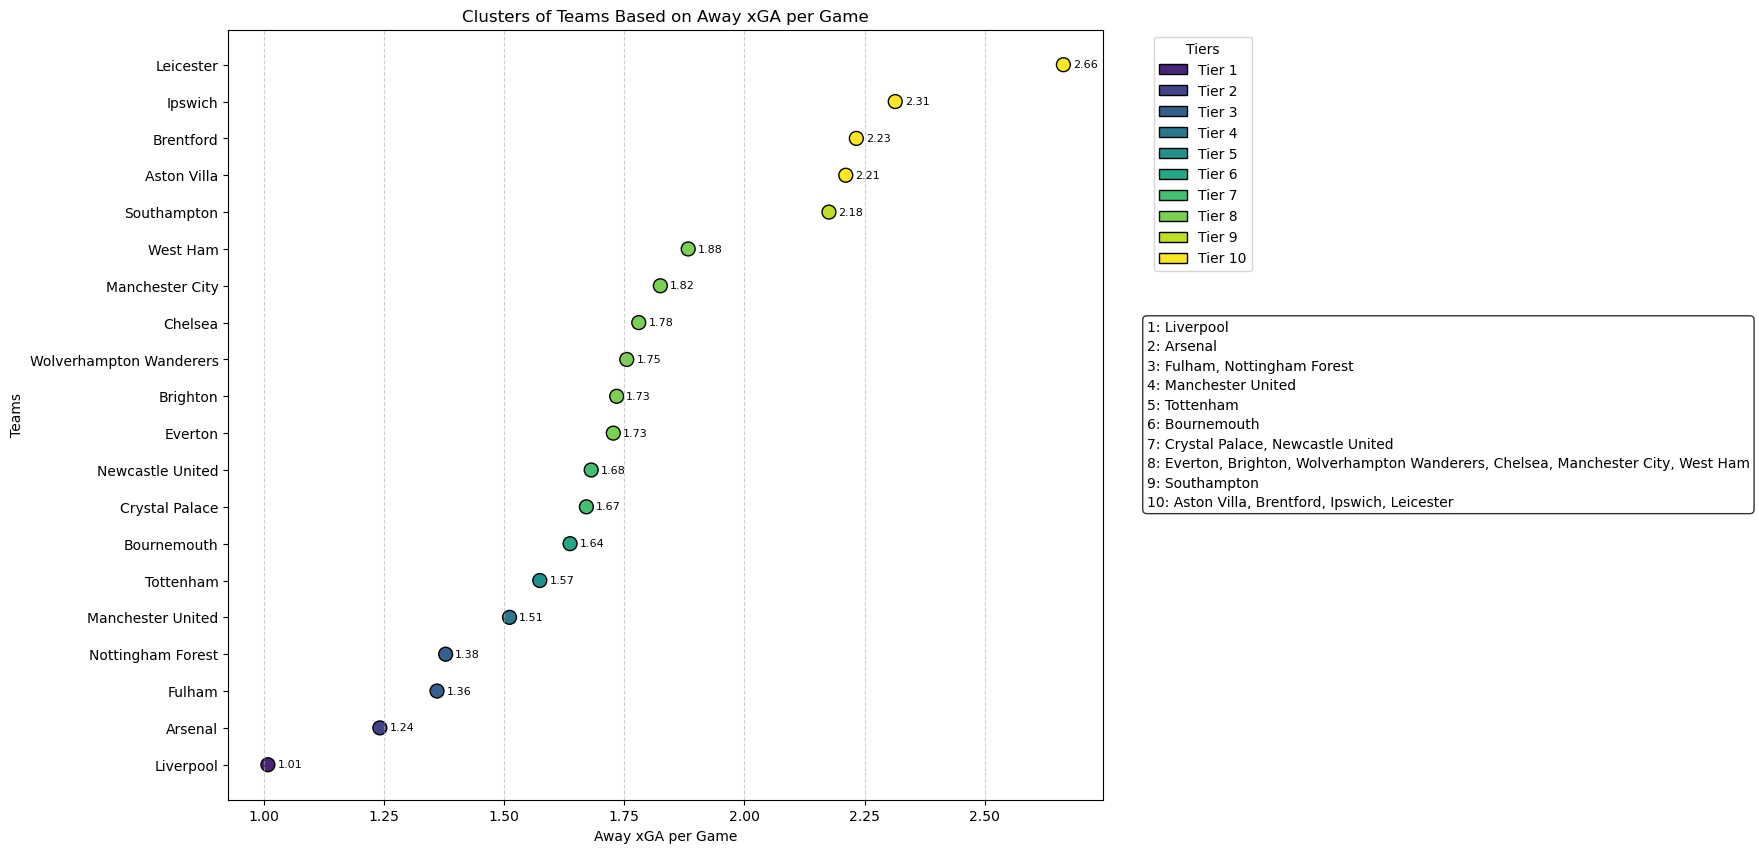 Clusters of Teams Based on Away xGA per Game
Teams
Leicester 2.66
Ipswich 2.31
Brentford 2.23
Aston Villa 2.21
Southampton 2.18
West Ham 1.88
Manchester City 1.82
Chelsea 1.78
Wolverhampton Wanderers 1.75
Brighton 1.73
Everton 1.73
Newcastle United 1.68
Crystal Palace 1.67
Bournemouth 1.64
Tottenham 1.57
Manchester United 1.51
Nottingham Forest 1.38
Fulham 1.36
Arsenal 1.24
Liverpool 1.01
1.00 1.25 1.50 1.75 2.00 2.25 2.50
Away xGA per Game
Tiers
Tier 1
Tier 2
Tier 3
Tier 4
Tier 5
Tier 6
Tier 7
Tier 8
Tier 9
Tier 10
1: Liverpool
2: Arsenal
3: Fulham, Nottingham Forest
4: Manchester United
5: Tottenham
6: Bournemouth
7: Crystal Palace, Newcastle United
8: Everton, Brighton, Wolverhampton Wanderers, Chelsea, Manchester City, West Ham
9: Southampton
10: Aston Villa, Brentford, Ipswich, Leicester